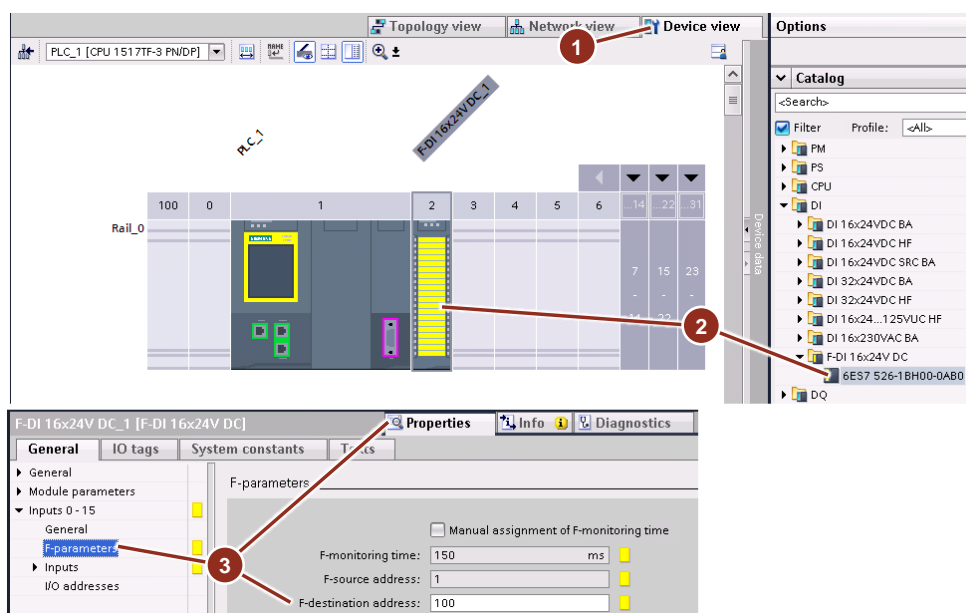 Topology view
Network view
Device view
Options
1
PLC_1 [CPU 1517TF-3 PN/DP]
Catalog
<Search>
Filter
Profile:
<All>
PM
PS
CPU
DI
DI 16x24VDC BA
DI 16x24VDC HF
DI 16x24VDC SRC BA
DI 32x24VDC BA
DI 32x24VDC HF
DI 16x24...125VUC HF
DI 16x230VAC BA
F-DI 16x24V DC
6ES7 526-1BH00-0AB0
DQ
PLC_1
F-DI 16x24V DC_1
100 0 1 2 3 4 5 6 ...14 ...22 ...31
Rail_0
SIEMENS
7 15 23
- - -
Device data
2
F-DI 16x24V DC_1 [F-DI 16x24V DC]
Properties
Info
Diagnostics
General
IO tags
System constants
General
Module parameters
Inputs 0 - 15
General
F-parameters
Inputs
I/O addresses
3
F-parameters
Manual assignment of F-monitoring time
F-monitoring time: 150 ms
F-source address: 1
F-destination address: 100